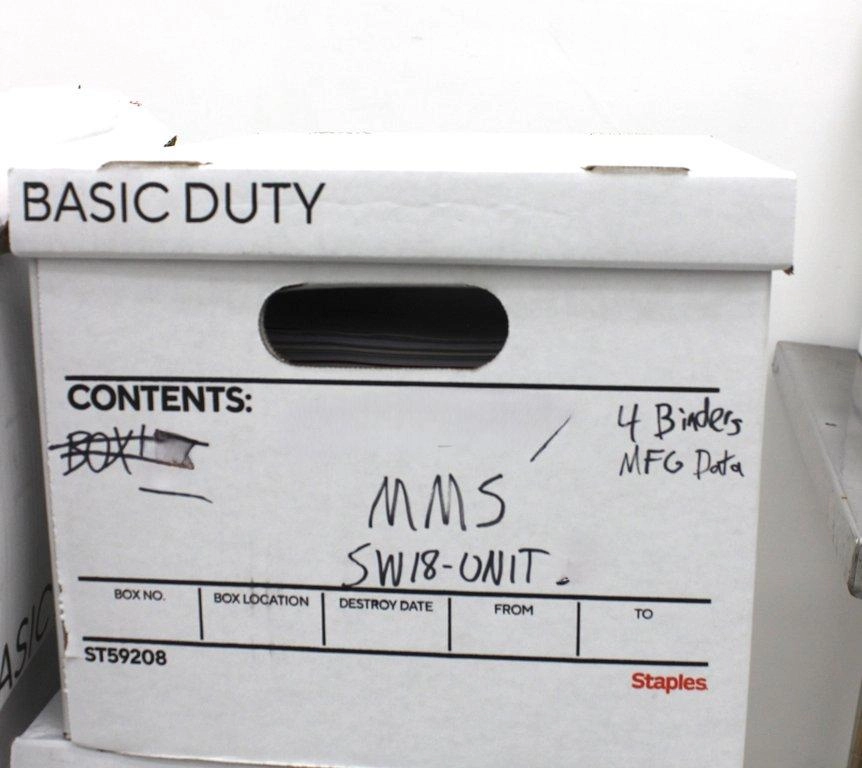 BASIC DUTY
CONTENTS:
4 Binders
MFG Data
BOX
MMS
SW18-UNIT.
BOX NO.
BOX LOCATION
DESTROY DATE
FROM
TO
ST59208
Staples
ASIC